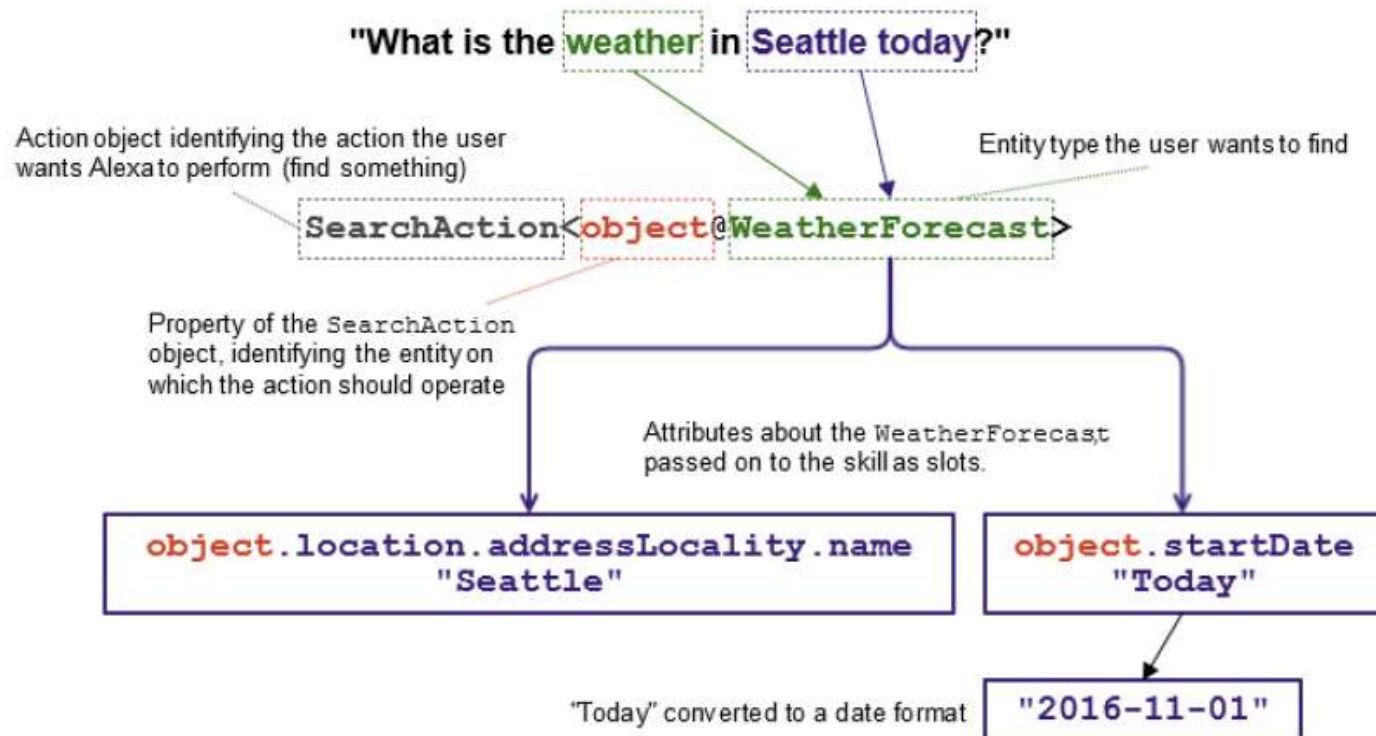 "What is the weather in Seattle today?"
Action object identifying the action the user
wants Alexa to perform (find something)
Entity type the user wants to find
SearchAction<object@WeatherForecast>
Property of the SearchAction
object, identifying the entity on
which the action should operate
Attributes about the WeatherForecast,
passed on to the skill as slots.
object.location.addressLocality.name
"Seattle"
object.startDate
"Today"
"Today" converted to a date format
"2016-11-01"